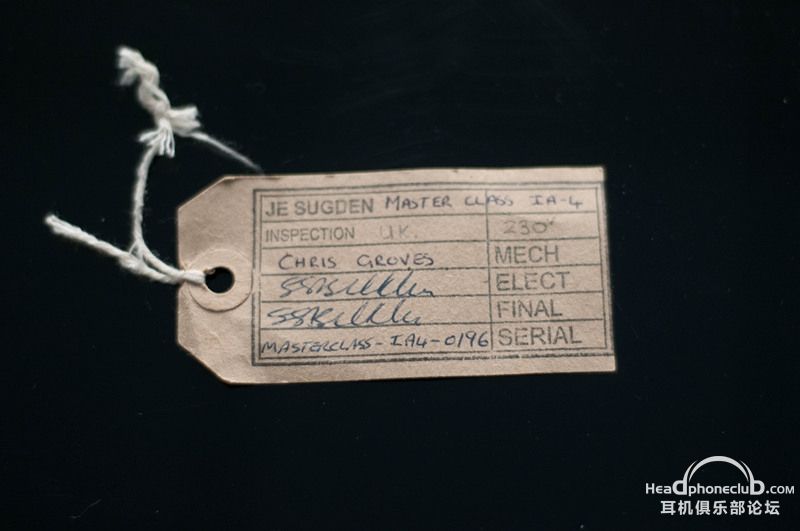 JE SUGDEN MASTER CLASS IA-4
INSPECTION U.K. 230V
CHRIS GROVES MECH
ELECT
FINAL
MASTERCLASS-IA4-0196 SERIAL
Headphoneclub.com
耳机俱乐部论坛